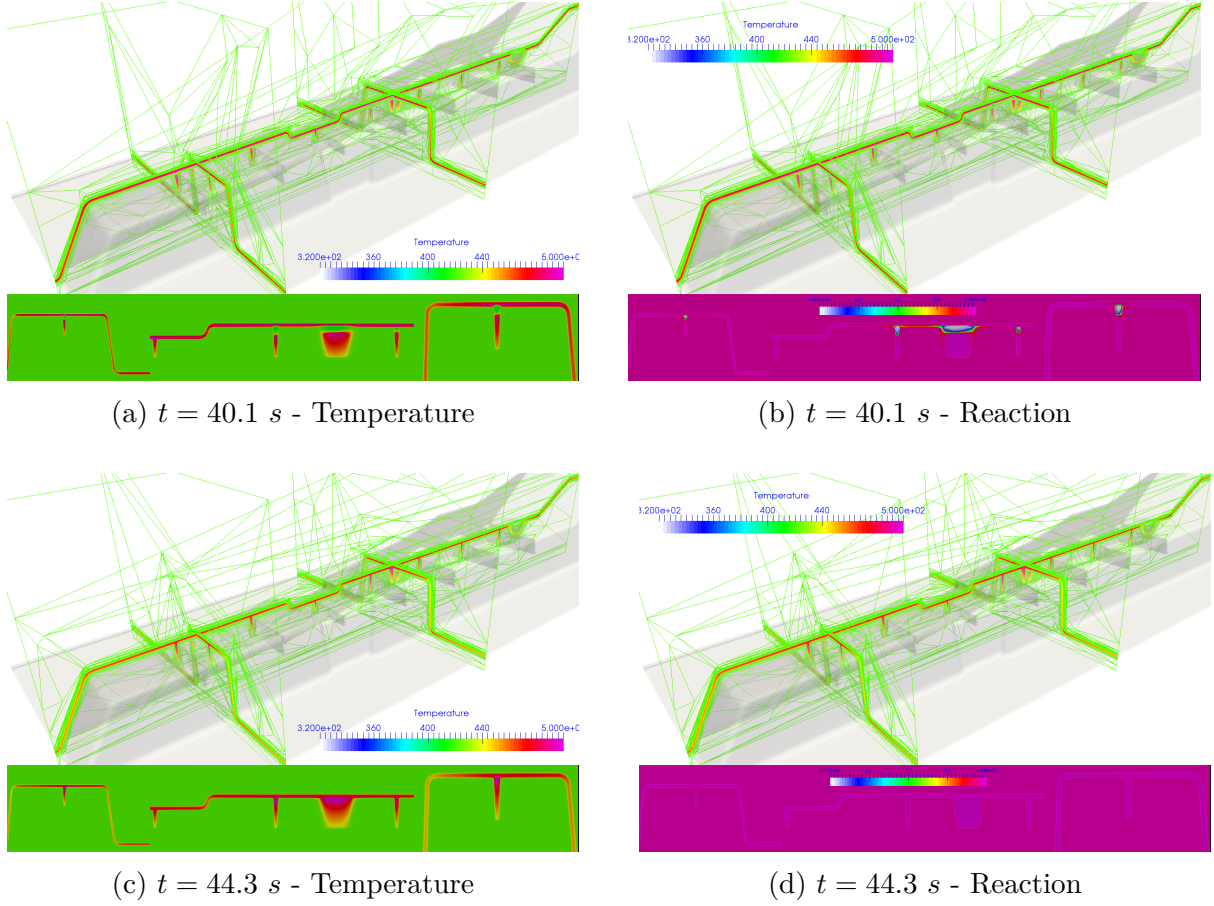 Temperature
3.200e+02 360 400 440 5.000e+0
(a) t = 40.1 s - Temperature
Temperature
3.200e+02 360 400 440 5.000e+02
(b) t = 40.1 s - Reaction
Temperature
3.200e+02 360 400 440 5.000e+0
(c) t = 44.3 s - Temperature
Temperature
3.200e+02 360 400 440 5.000e+02
(d) t = 44.3 s - Reaction